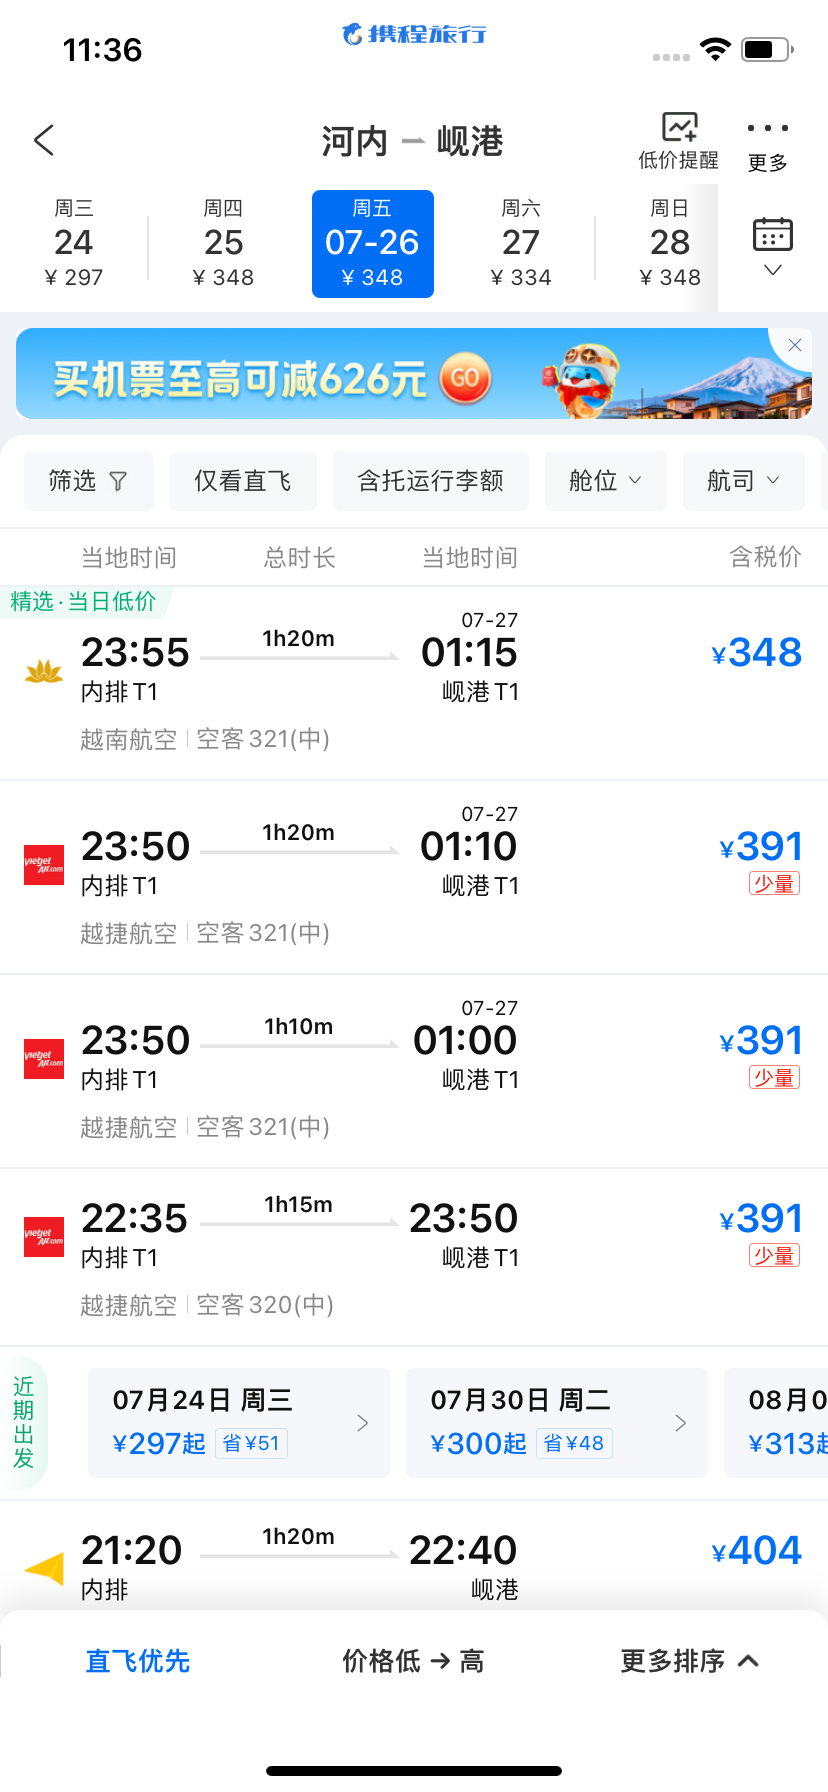 11:36
携程旅行
河内 — 岘港
低价提醒
更多
周三
24
¥ 297
周四
25
¥ 348
周五
07-26
¥ 348
周六
27
¥ 334
周日
28
¥ 348
买机票至高可减626元 GO
筛选
仅看直飞
含托运行李额
舱位
航司
当地时间
总时长
当地时间
含税价
精选·当日低价
07-27
23:55
1h20m
01:15
¥348
内排T1
岘港T1
越南航空
空客321(中)
07-27
23:50
1h20m
01:10
¥391
内排T1
岘港T1
少量
越捷航空
空客321(中)
07-27
23:50
1h10m
01:00
¥391
内排T1
岘港T1
少量
越捷航空
空客321(中)
22:35
1h15m
23:50
¥391
内排T1
岘港T1
少量
越捷航空
空客320(中)
近期出发
07月24日 周三
¥297起 省¥51
07月30日 周二
¥300起 省¥48
08月0
¥313起
21:20
1h20m
22:40
¥404
内排
岘港
直飞优先
价格低→高
更多排序